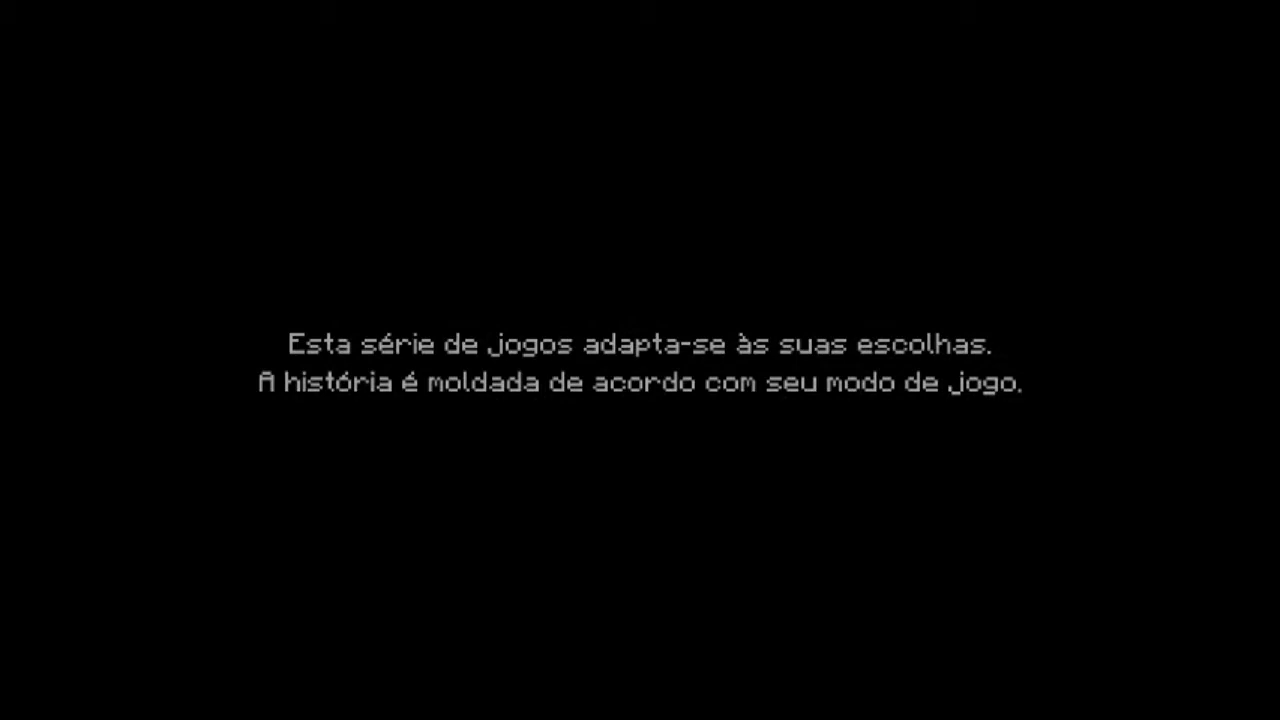 Esta série de jogos adapta-se às suas escolhas.
A história é moldada de acordo com seu modo de jogo.